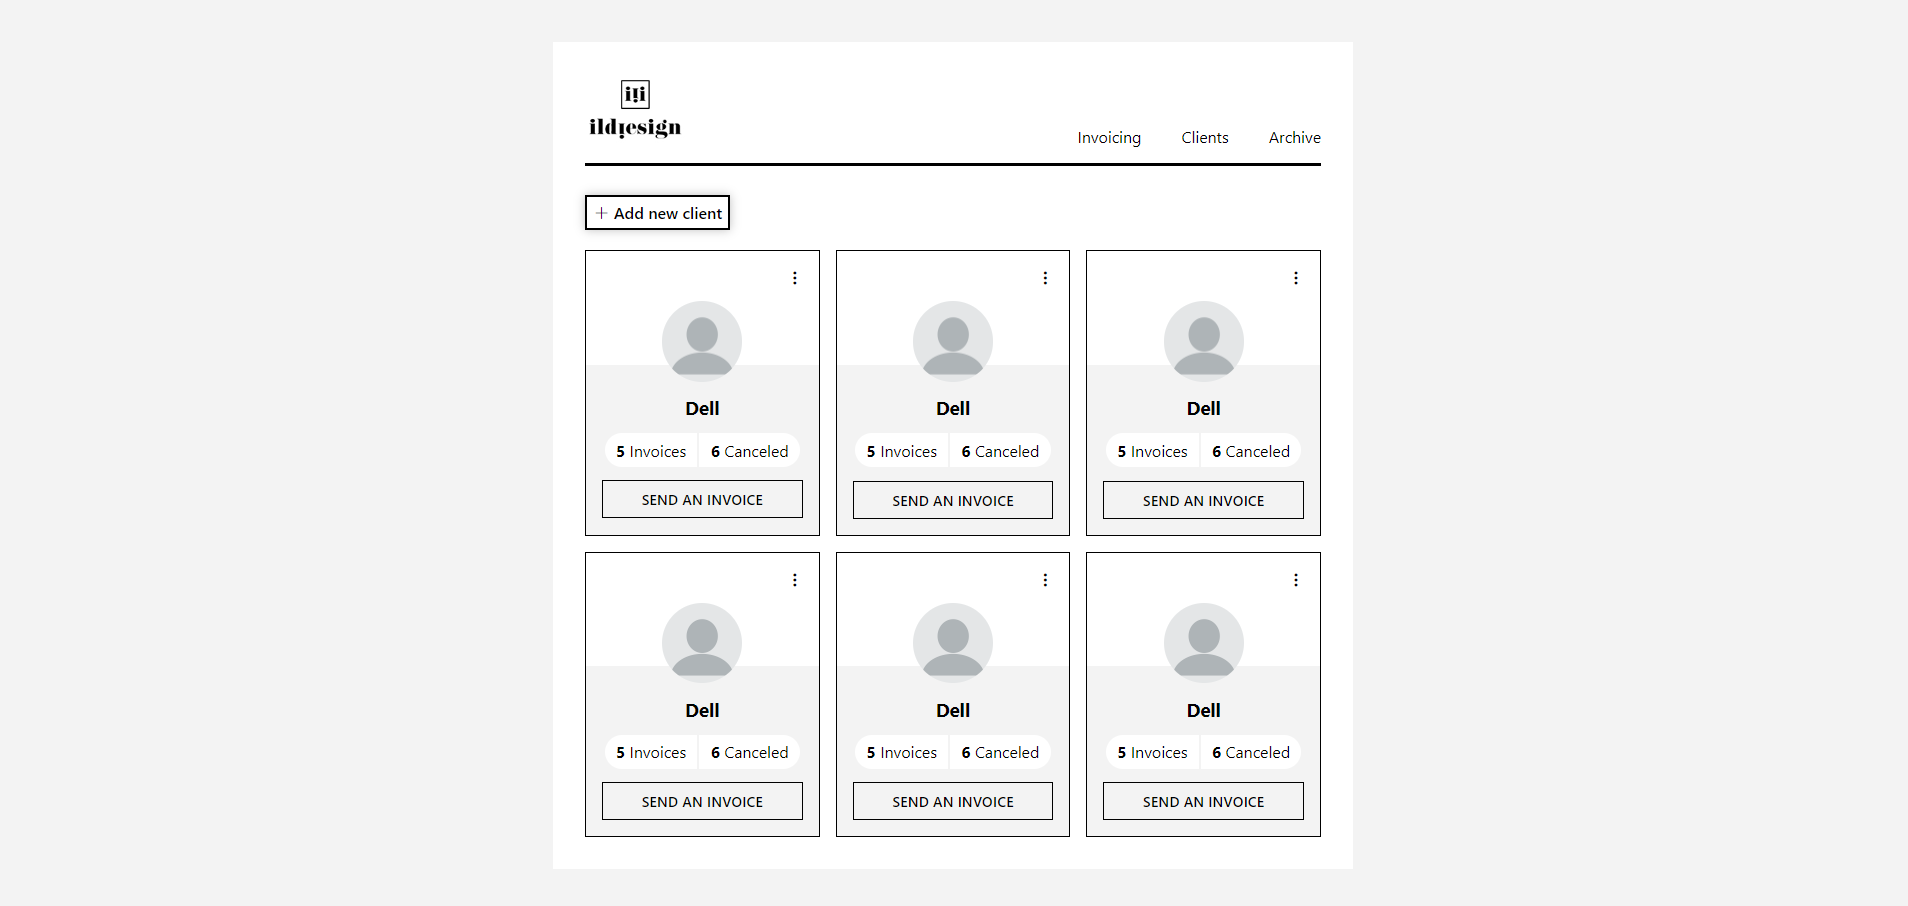 ili
ildjesign
Invoicing Clients Archive
+ Add new client
Dell Dell Dell
5 Invoices 6 Canceled 5 Invoices 6 Canceled 5 Invoices 6 Canceled
SEND AN INVOICE SEND AN INVOICE SEND AN INVOICE
Dell Dell Dell
5 Invoices 6 Canceled 5 Invoices 6 Canceled 5 Invoices 6 Canceled
SEND AN INVOICE SEND AN INVOICE SEND AN INVOICE